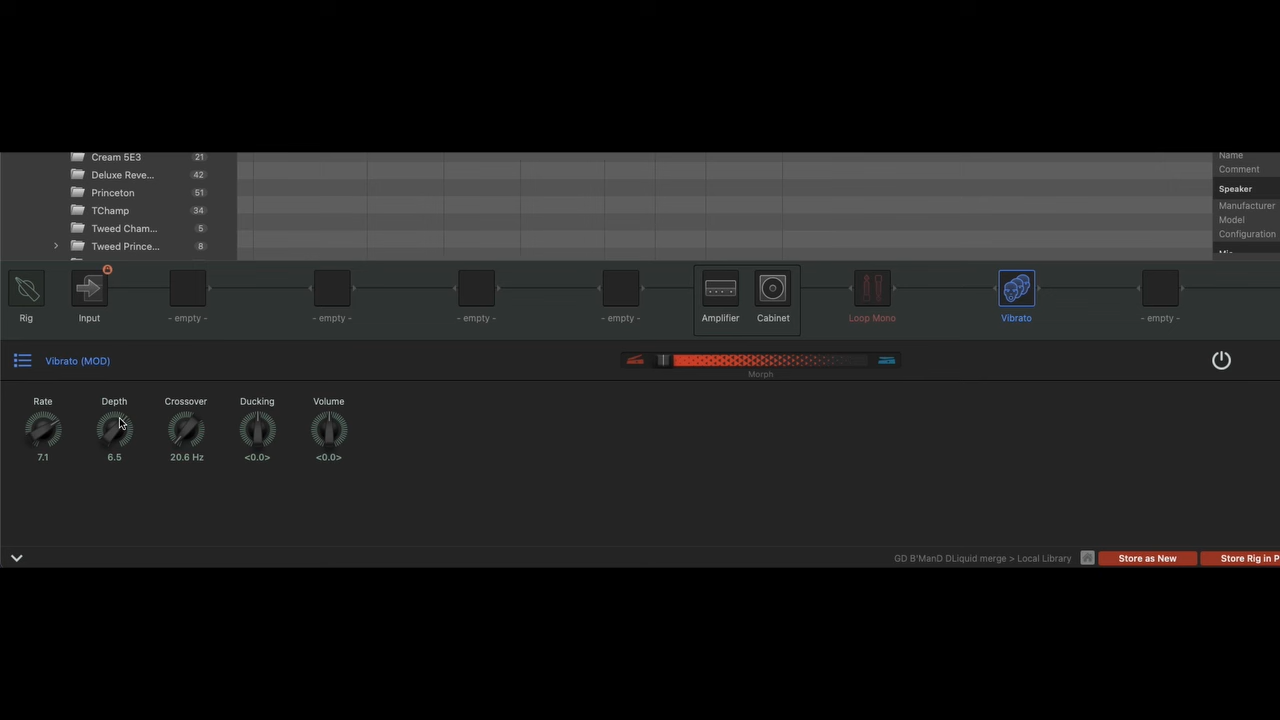 Cream 5E3 21
Deluxe Reve... 42
Princeton 51
TChamp 34
Tweed Cham... 5
Tweed Prince... 8
Name
Comment
Speaker
Manufacturer
Model
Configuration
Rig Input - empty - - empty - - empty - - empty - Amplifier Cabinet Loop Mono Vibrato - empty -
Vibrato (MOD)
Morph
Rate Depth Crossover Ducking Volume
7.1 6.5 20.6 Hz <0.0> <0.0>
GD B'ManD DLiquid merge > Local Library Store as New Store Rig in P